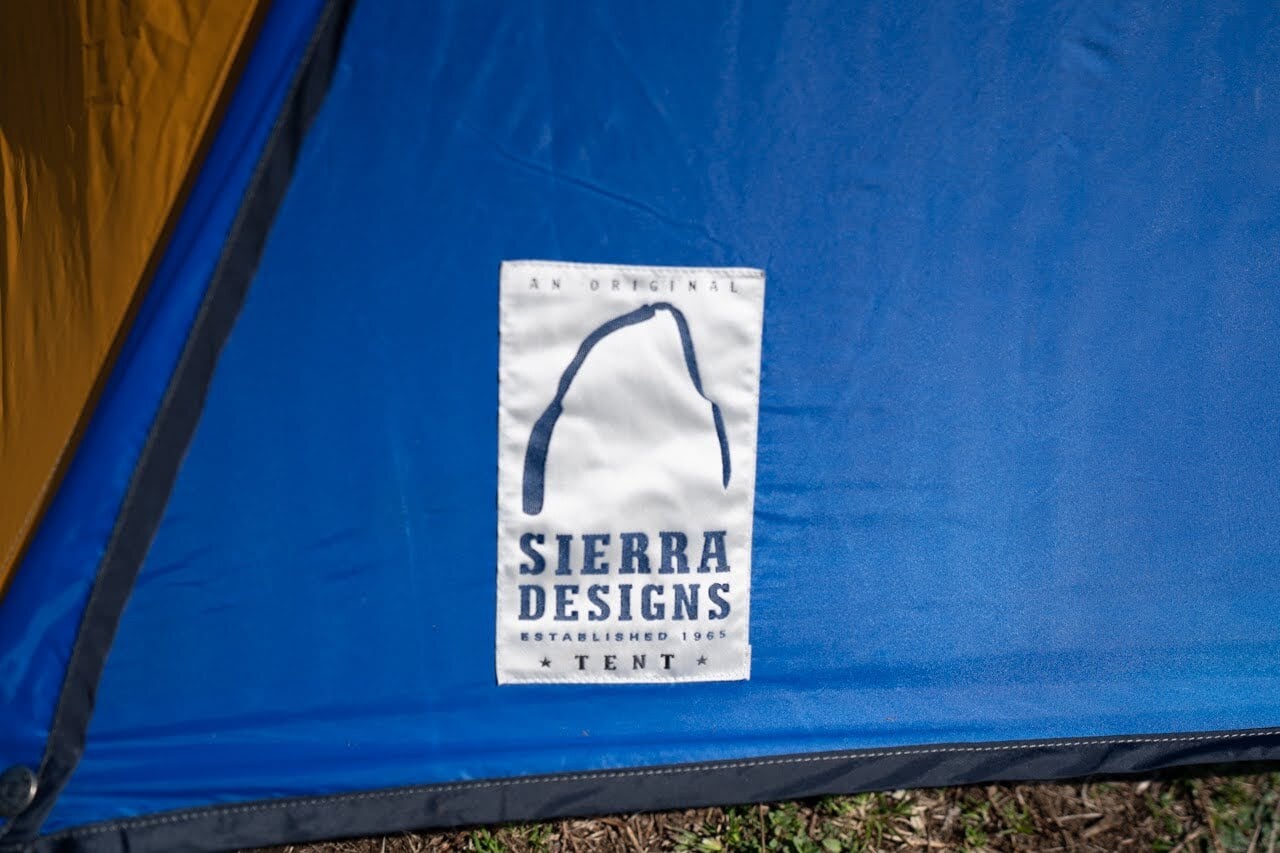 AN ORIGINAL
SIERRA
DESIGNS
ESTABLISHED 1965
★ TENT ★